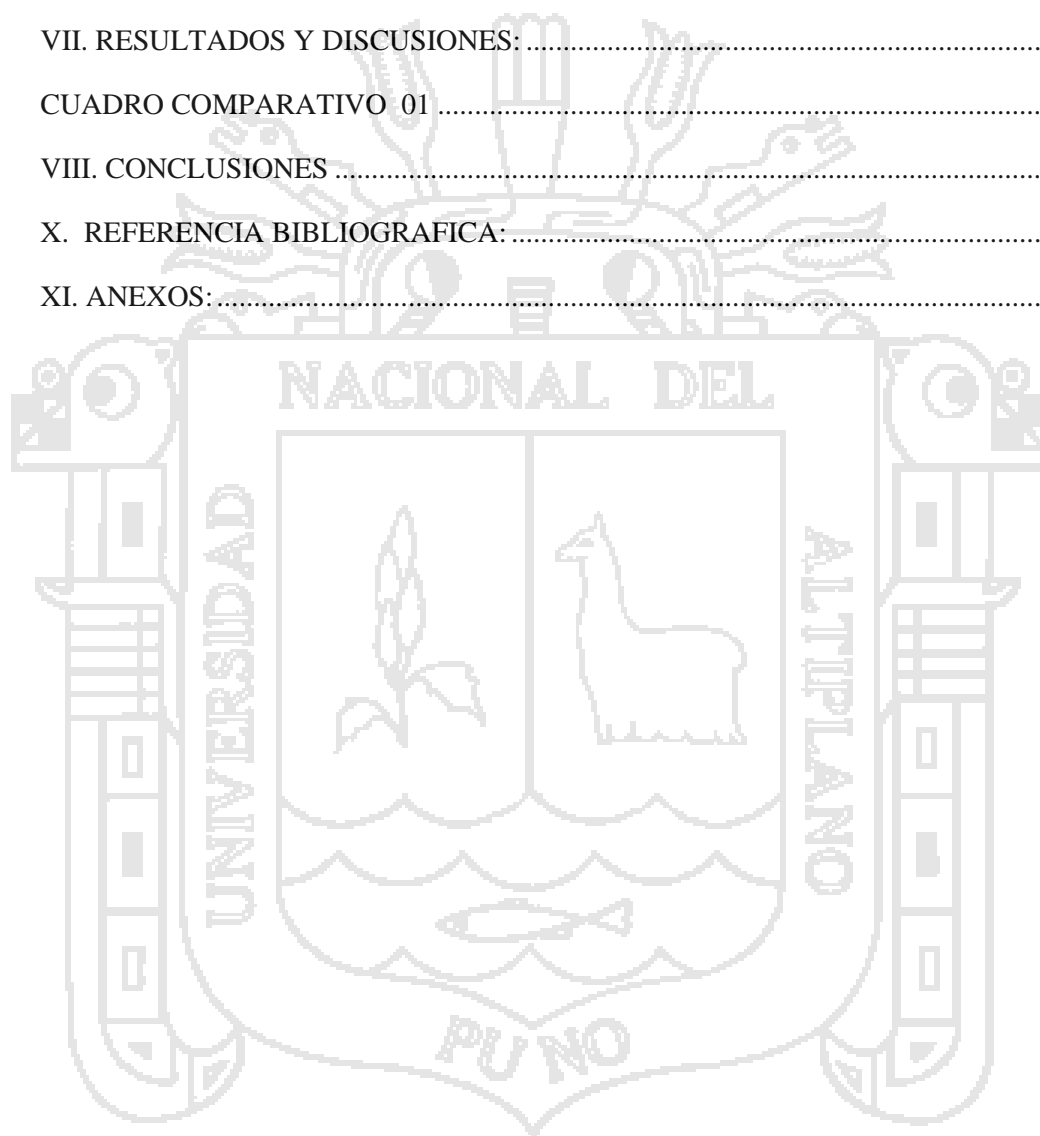 VII. RESULTADOS Y DISCUSIONES: ........................................................................
CUADRO COMPARATIVO  01 ....................................................................................
VIII. CONCLUSIONES ................................................................................................
X.  REFERENCIA BIBLIOGRAFICA: ..........................................................................
XI. ANEXOS: ..............................................................................................................
NACIONAL DEL
UNIVERSIDAD
ALTIPLANO
PUNO